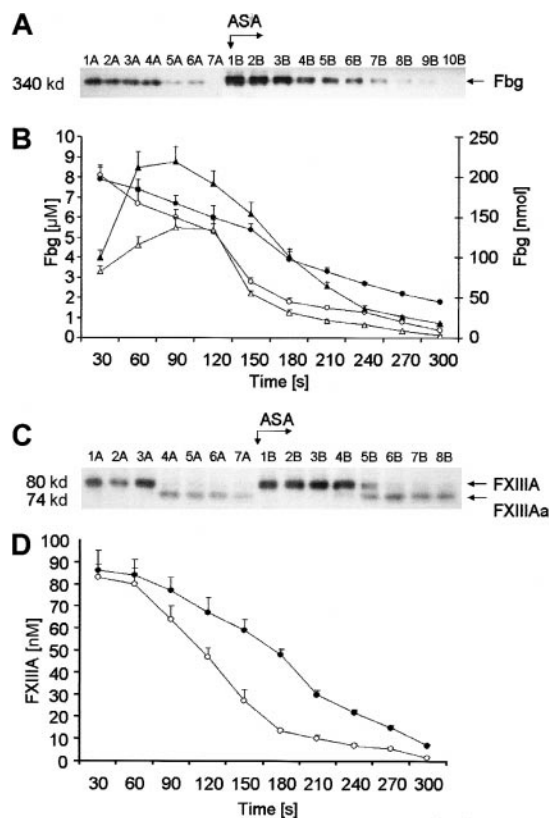 A
ASA
1A 2A 3A 4A 5A 6A 7A 1B 2B 3B 4B 5B 6B 7B 8B 9B 10B
340 kd
Fbg
B
10
9
8
7
6
5
4
3
2
1
0
Fbg [µM]
250
200
150
100
50
0
Fbg [nmol]
30 60 90 120 150 180 210 240 270 300
Time [s]
C
ASA
1A 2A 3A 4A 5A 6A 7A 1B 2B 3B 4B 5B 6B 7B 8B
80 kd
FXIIIA
74 kd
FXIIIAa
D
100
90
80
70
60
50
40
30
20
10
0
FXIIIA [nM]
30 60 90 120 150 180 210 240 270 300
Time [s]